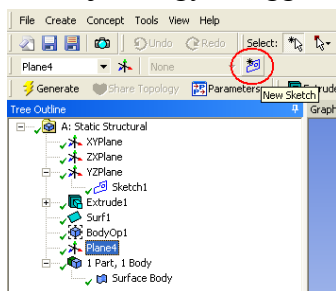 File Create Concept Tools View Help
Undo Redo Select:
Plane4 None
Generate Share Topology Parameters
New Sketch
Tree Outline Graph
A: Static Structural
XYPlane
ZXPlane
YZPlane
Sketch1
Extrude1
Surf1
BodyOp1
Plane4
1 Part, 1 Body
Surface Body